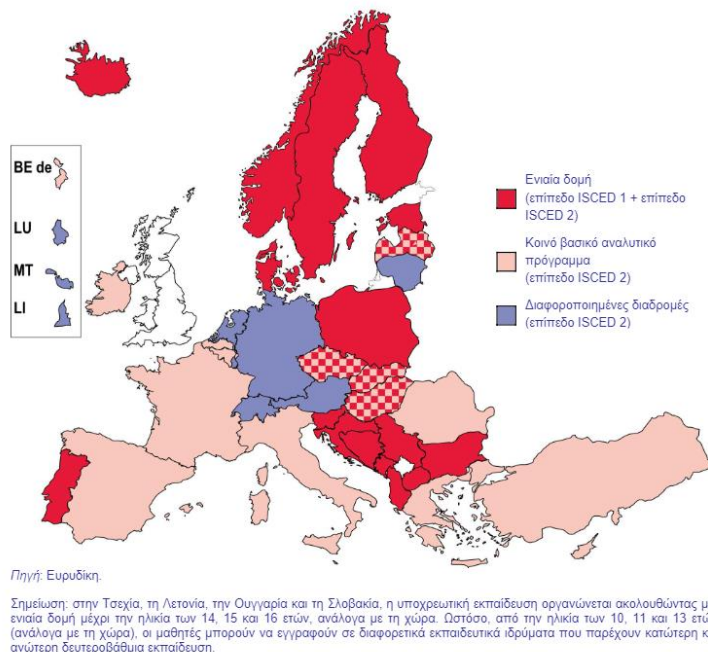 BE de
LU
MT
LI
Ενιαία δομή
(επίπεδο ISCED 1 + επίπεδο
ISCED 2)
Κοινό βασικό αναλυτικό
πρόγραμμα
(επίπεδο ISCED 2)
Διαφοροποιημένες διαδρομές
(επίπεδο ISCED 2)
Πηγή: Ευρυδίκη.
Σημείωση: στην Τσεχία, τη Λετονία, την Ουγγαρία και τη Σλοβακία, η υποχρεωτική εκπαίδευση οργανώνεται ακολουθώντας μ
ενιαία δομή μέχρι την ηλικία των 14, 15 και 16 ετών, ανάλογα με τη χώρα. Ωστόσο, από την ηλικία των 10, 11 και 13 ετώ
(ανάλογα με τη χώρα), οι μαθητές μπορούν να εγγραφούν σε διαφορετικά εκπαιδευτικά ιδρύματα που παρέχουν κατώτερη κ
ανώτερη δευτεροβάθμια εκπαίδευση.